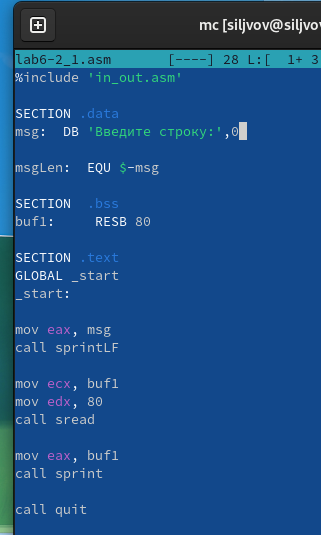 mc [siljvov@siljvov
lab6-2_1.asm [----] 28 L:[ 1+ 3
%include 'in_out.asm'
SECTION .data
msg: DB 'Введите строку:',0
msgLen: EQU $-msg
SECTION .bss
buf1: RESB 80
SECTION .text
GLOBAL _start
_start:
mov eax, msg
call sprintLF
mov ecx, buf1
mov edx, 80
call sread
mov eax, buf1
call sprint
call quit